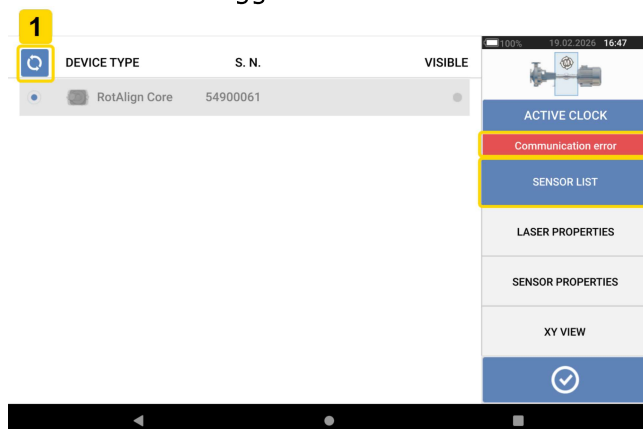 1
DEVICE TYPE S. N. VISIBLE
RotAlign Core 54900061
100% 19.02.2026 16:47
ACTIVE CLOCK
Communication error
SENSOR LIST
LASER PROPERTIES
SENSOR PROPERTIES
XY VIEW